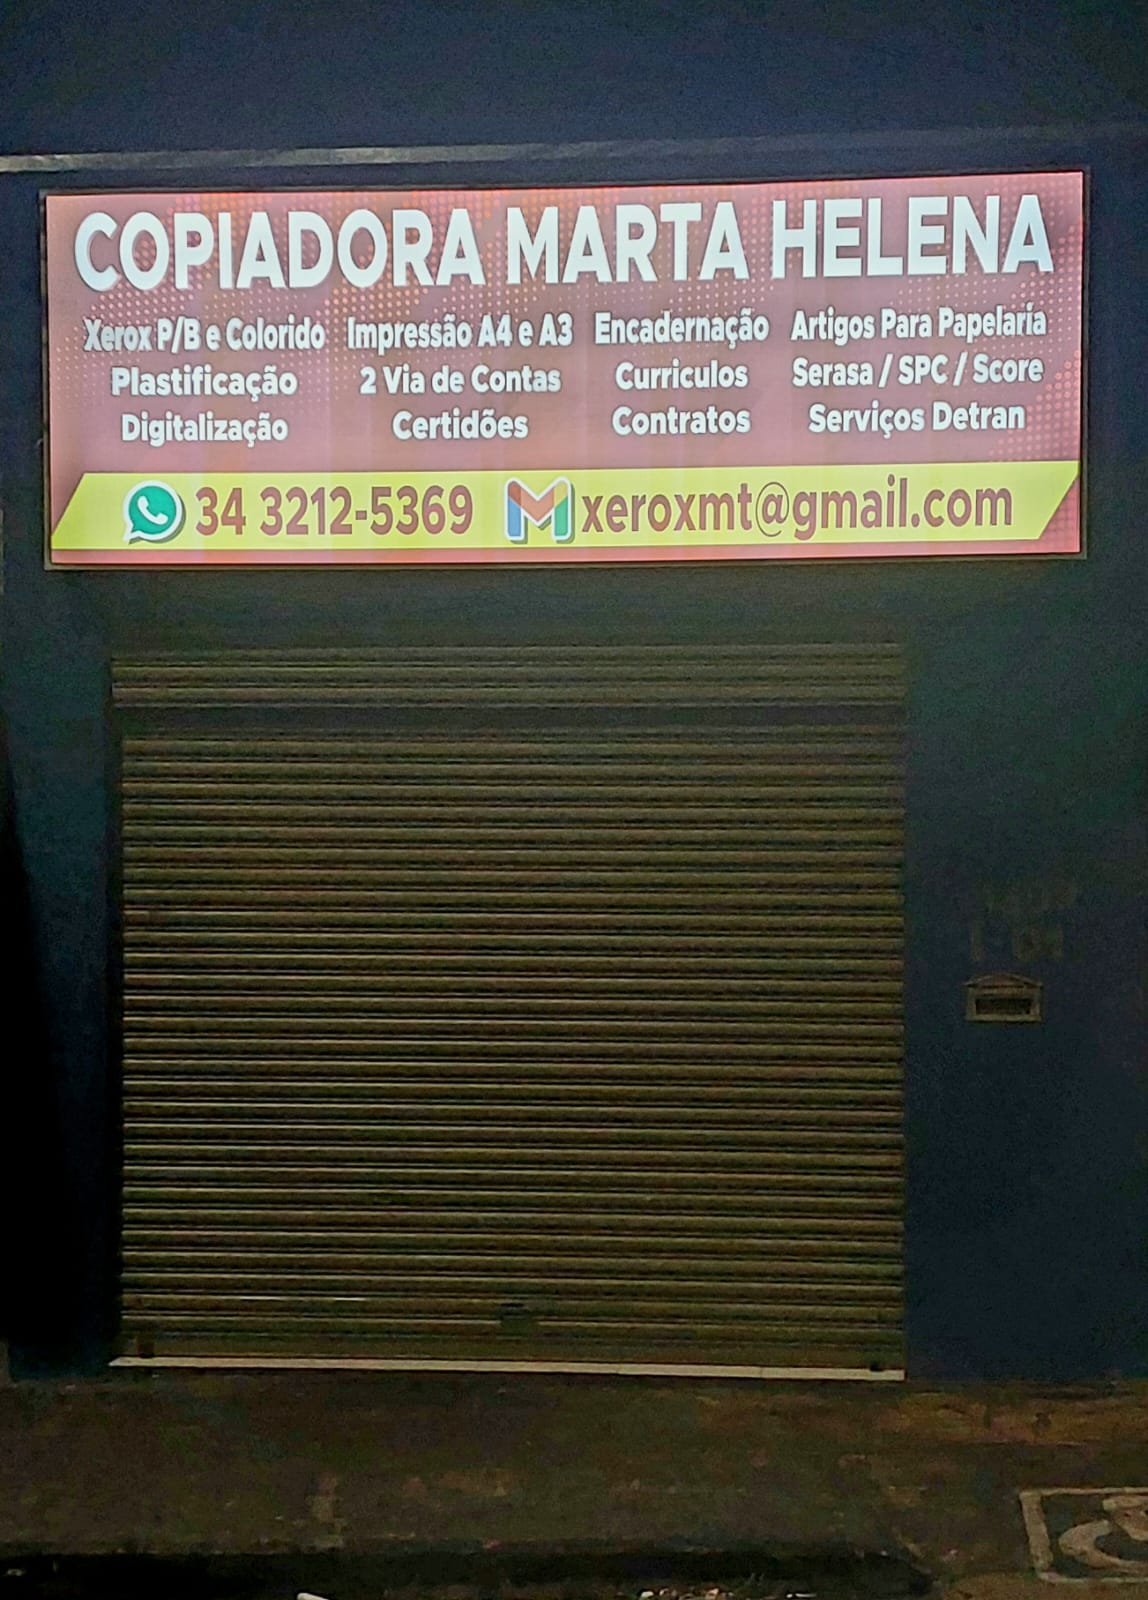 COPIADORA MARTA HELENA
Xerox P/B e Colorido Impressão A4 e A3 Encadernação Artigos Para Papelaria
Plastificação 2 Via de Contas Curriculos Serasa / SPC / Score
Digitalização Certidões Contratos Serviços Detran
34 3212-5369 xeroxmt@gmail.com